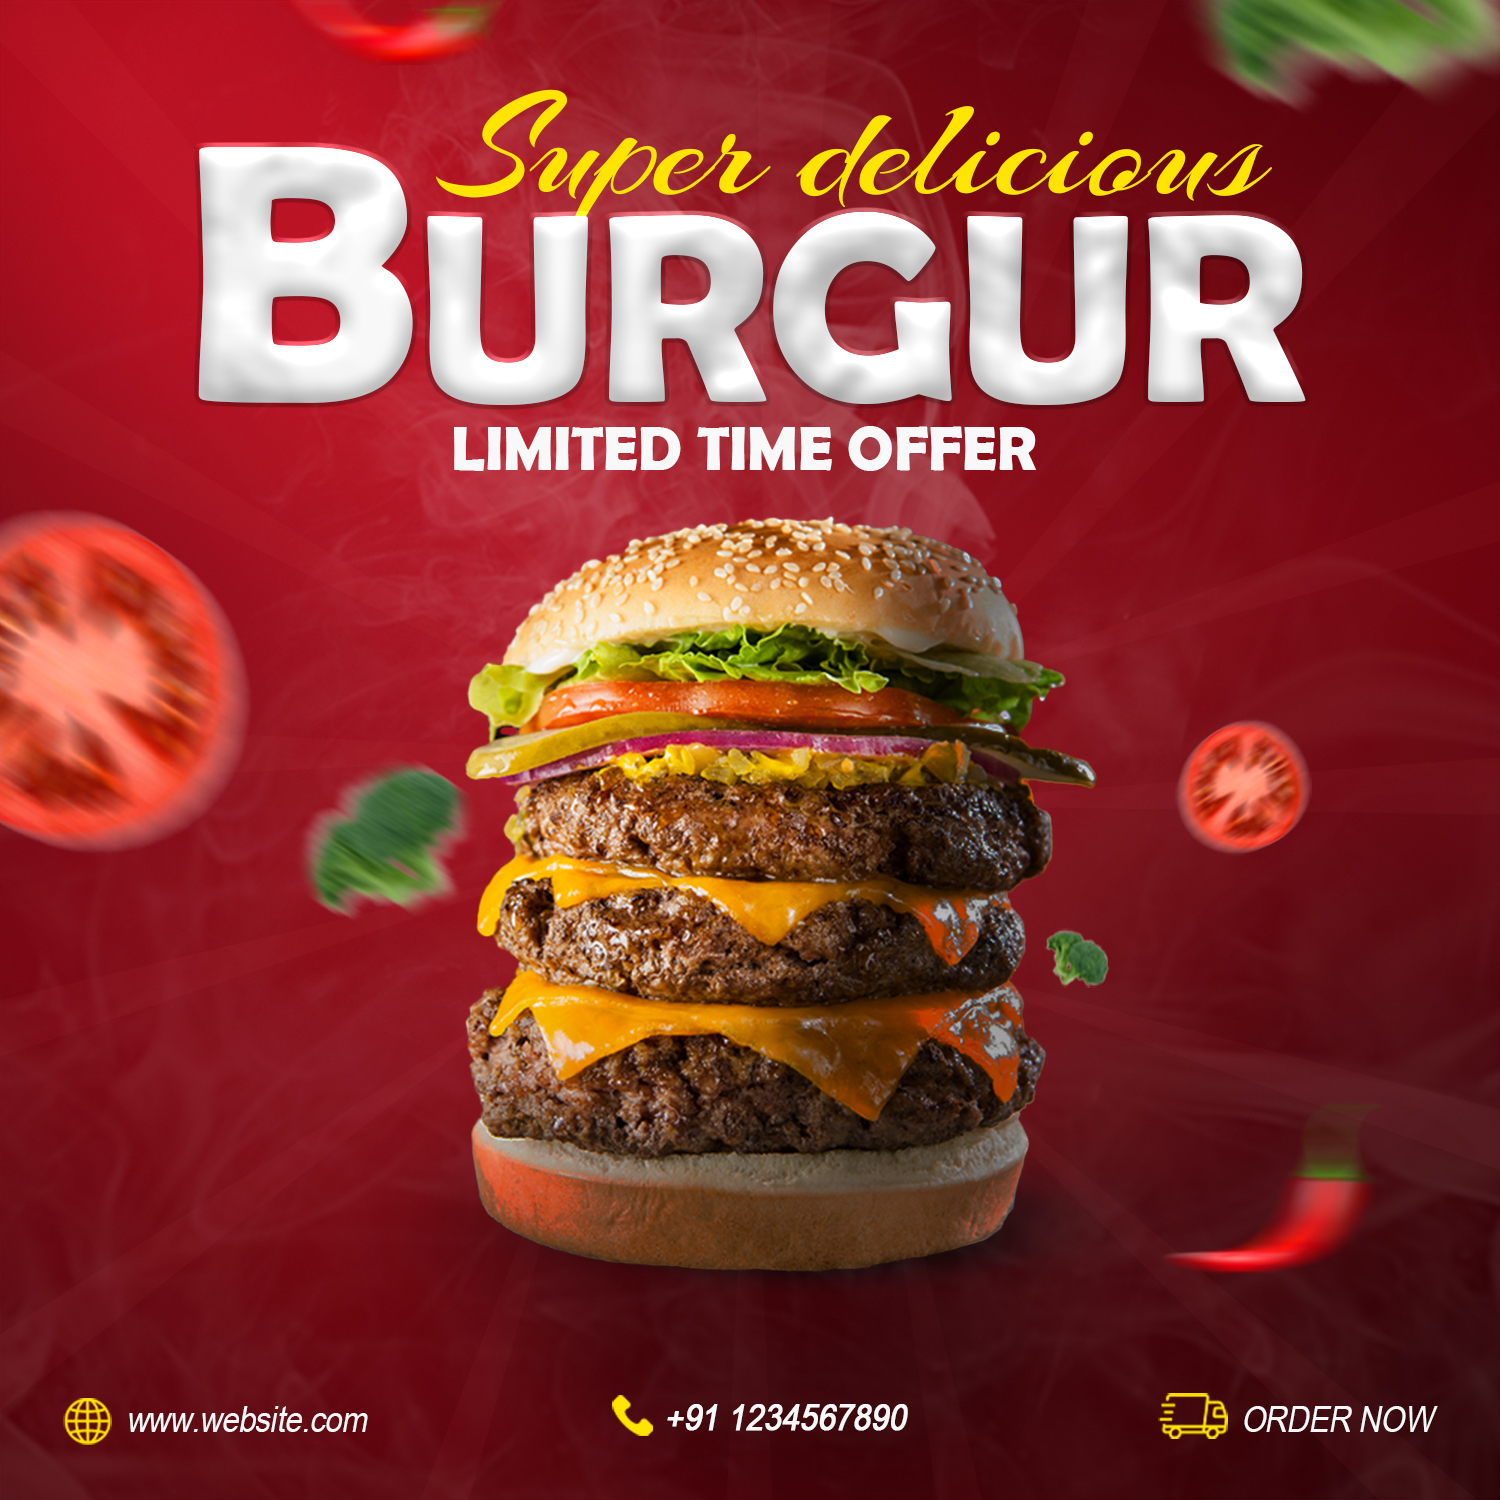 Super delicious
BURGUR
LIMITED TIME OFFER
www.website.com
+91 1234567890
ORDER NOW